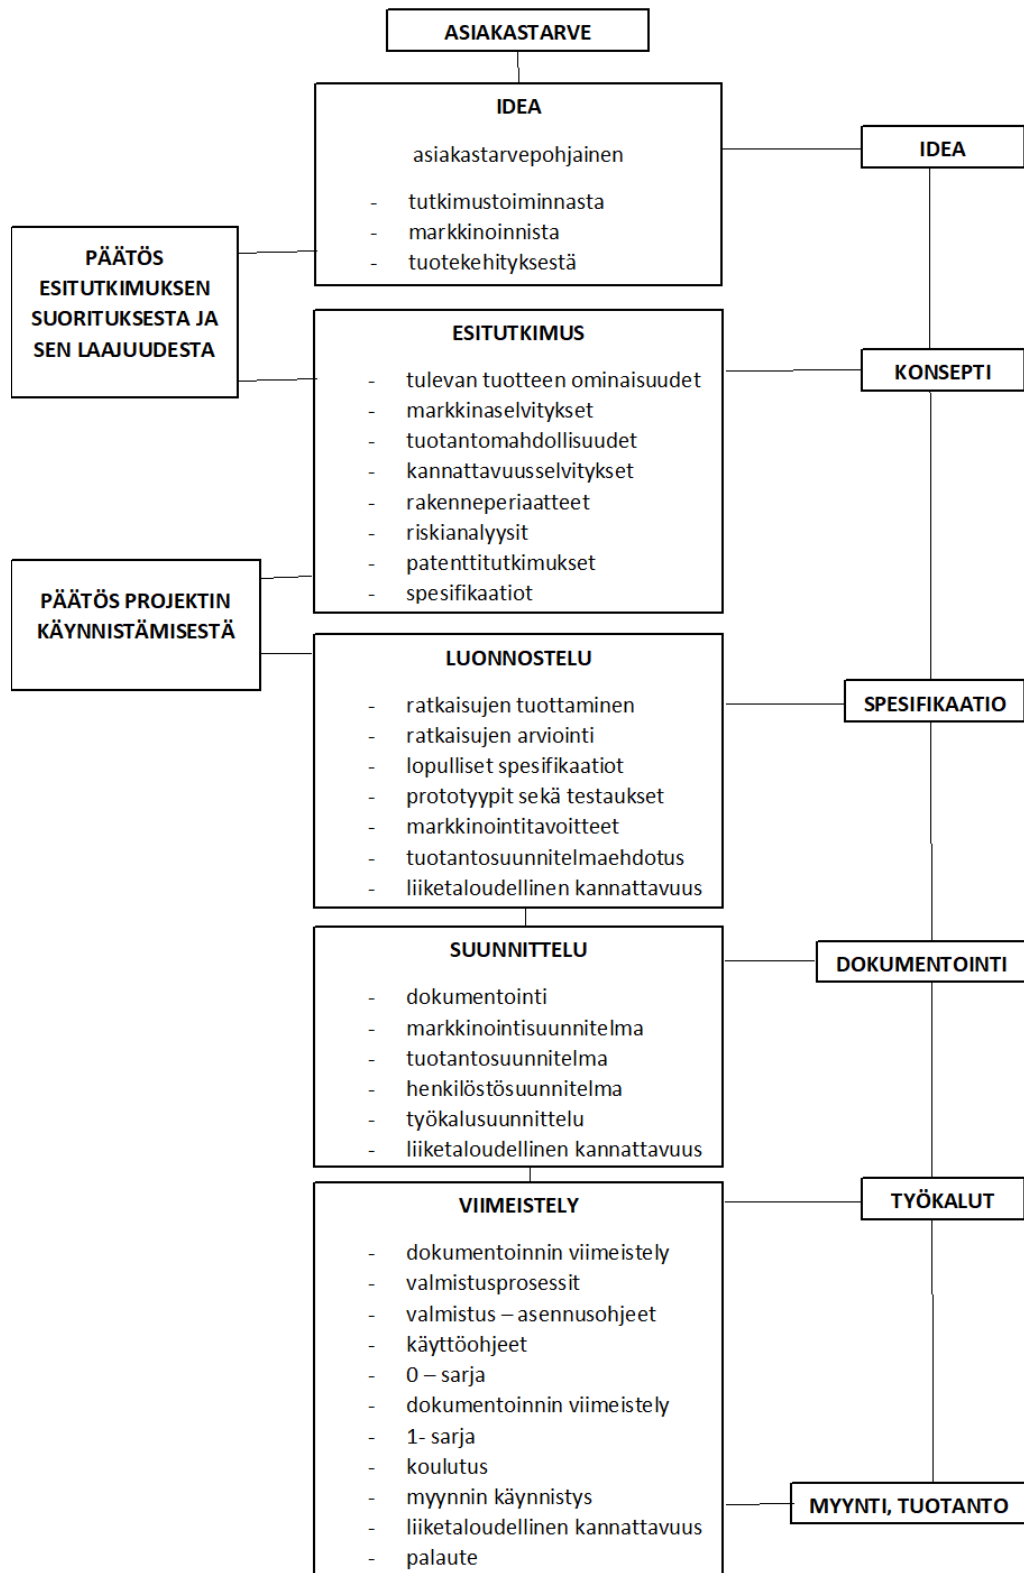 ASIAKASTARVE
IDEA
asiakastarvepohjainen
- tutkimustoiminnasta
- markkinoinnista
- tuotekehityksestä
IDEA
PÄÄTÖS
ESITUTKIMUKSEN
SUORITUKSESTA JA
SEN LAAJUUDESTA
ESITUTKIMUS
- tulevan tuotteen ominaisuudet
- markkinaselvitykset
- tuotantomahdollisuudet
- kannattavuusselvitykset
- rakenneperiaatteet
- riskianalyysit
- patenttitutkimukset
- spesifikaatiot
KONSEPTI
PÄÄTÖS PROJEKTIN
KÄYNNISTÄMISESTÄ
LUONNOSTELU
- ratkaisujen tuottaminen
- ratkaisujen arviointi
- lopulliset spesifikaatiot
- prototyypit sekä testaukset
- markkinointitavoitteet
- tuotantosuunnitelmaehdotus
- liiketaloudellinen kannattavuus
SPESIFIKAATIO
SUUNNITTELU
- dokumentointi
- markkinointisuunnitelma
- tuotantosuunnitelma
- henkilöstösuunnitelma
- työkalusuunnittelu
- liiketaloudellinen kannattavuus
DOKUMENTOINTI
VIIMEISTELY
- dokumentoinnin viimeistely
- valmistusprosessit
- valmistus – asennusohjeet
- käyttöohjeet
- 0 – sarja
- dokumentoinnin viimeistely
- 1- sarja
- koulutus
- myynnin käynnistys
- liiketaloudellinen kannattavuus
- palaute
TYÖKALUT
MYYNTI, TUOTANTO